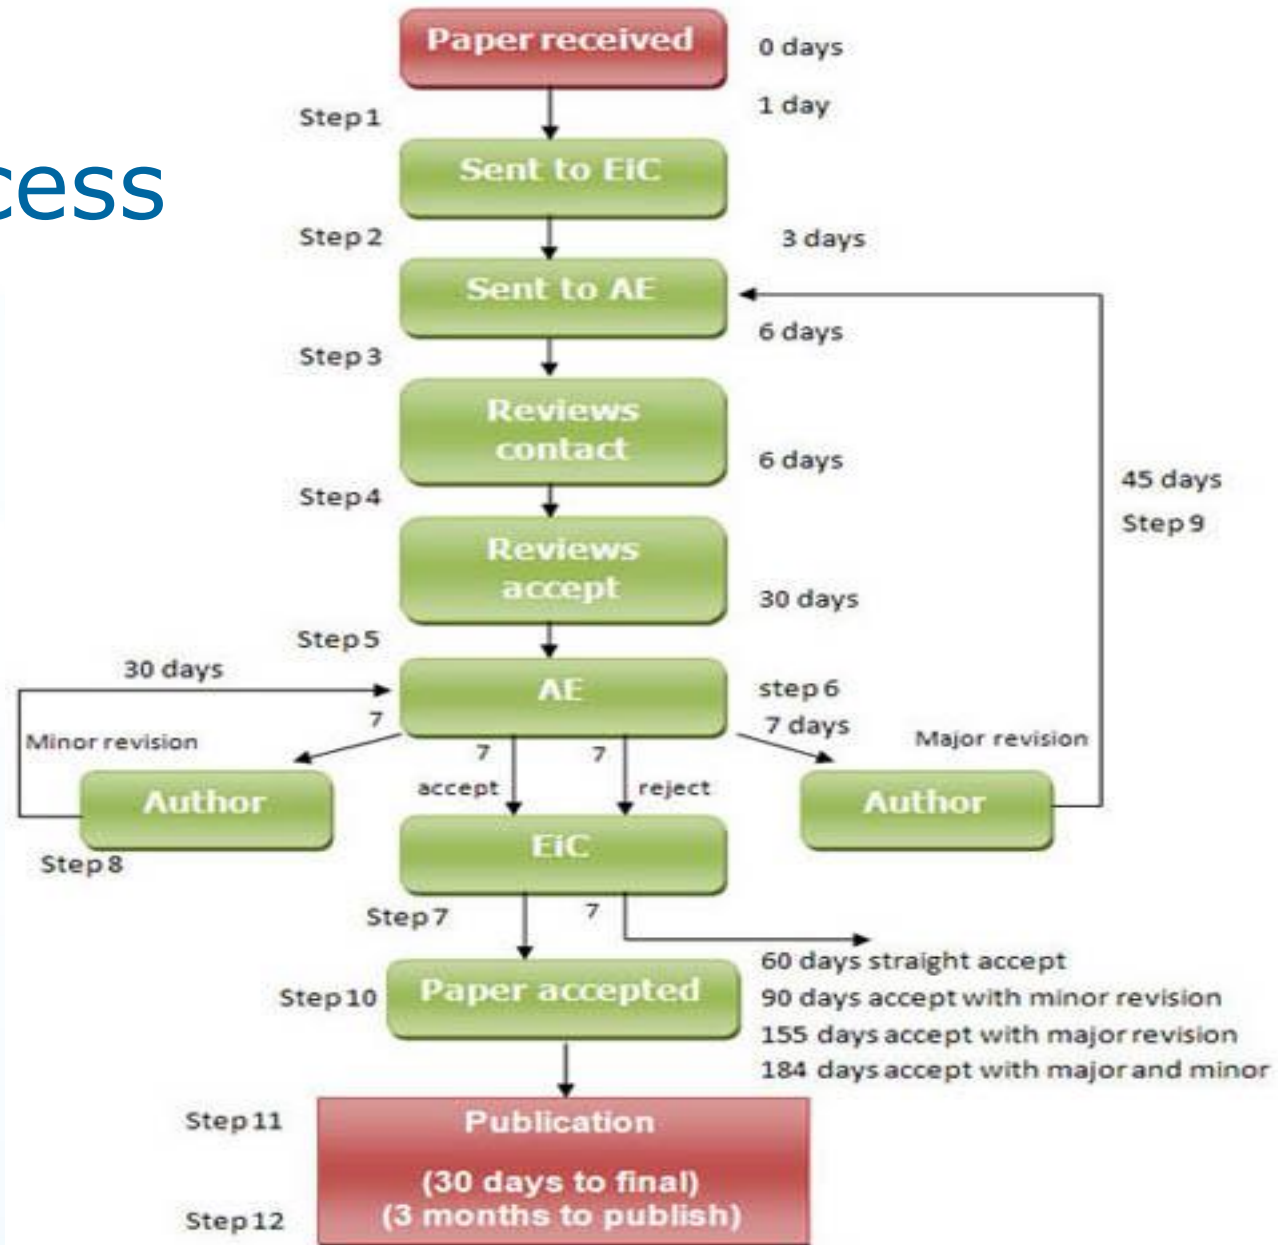 Paper received
0 days
1 day
Step 1
cess
Sent to EiC
Step 2
3 days
Sent to AE
6 days
Step 3
Reviews
contact
6 days
45 days
Step 4
Step 9
Reviews
accept
30 days
Step 5
30 days
AE
step 6
7
7 days
Minor revision
7
7
Major revision
accept
reject
Author
Author
EiC
Step 8
Step 7
7
60 days straight accept
Step 10
Paper accepted
90 days accept with minor revision
155 days accept with major revision
184 days accept with major and minor
Step 11
Publication
(30 days to final)
(3 months to publish)
Step 12